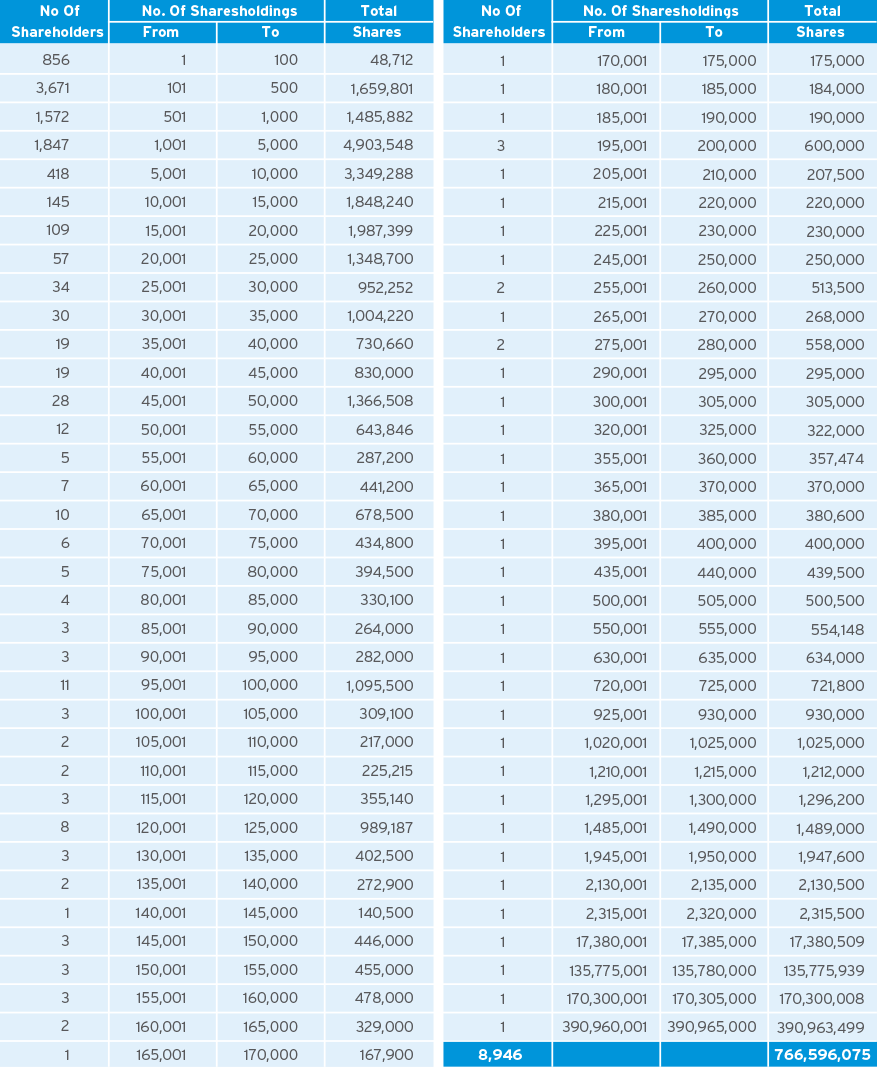 No Of No. Of Sharesholdings Total
Shareholders From To Shares
856 1 100 48,712
3,671 101 500 1,659,801
1,572 501 1,000 1,485,882
1,847 1,001 5,000 4,903,548
418 5,001 10,000 3,349,288
145 10,001 15,000 1,848,240
109 15,001 20,000 1,987,399
57 20,001 25,000 1,348,700
34 25,001 30,000 952,252
30 30,001 35,000 1,004,220
19 35,001 40,000 730,660
19 40,001 45,000 830,000
28 45,001 50,000 1,366,508
12 50,001 55,000 643,846
5 55,001 60,000 287,200
7 60,001 65,000 441,200
10 65,001 70,000 678,500
6 70,001 75,000 434,800
5 75,001 80,000 394,500
4 80,001 85,000 330,100
3 85,001 90,000 264,000
3 90,001 95,000 282,000
11 95,001 100,000 1,095,500
3 100,001 105,000 309,100
2 105,001 110,000 217,000
2 110,001 115,000 225,215
3 115,001 120,000 355,140
8 120,001 125,000 989,187
3 130,001 135,000 402,500
2 135,001 140,000 272,900
1 140,001 145,000 140,500
3 145,001 150,000 446,000
3 150,001 155,000 455,000
3 155,001 160,000 478,000
2 160,001 165,000 329,000
1 165,001 170,000 167,900
No Of No. Of Sharesholdings Total
Shareholders From To Shares
1 170,001 175,000 175,000
1 180,001 185,000 184,000
1 185,001 190,000 190,000
3 195,001 200,000 600,000
1 205,001 210,000 207,500
1 215,001 220,000 220,000
1 225,001 230,000 230,000
1 245,001 250,000 250,000
2 255,001 260,000 513,500
1 265,001 270,000 268,000
2 275,001 280,000 558,000
1 290,001 295,000 295,000
1 300,001 305,000 305,000
1 320,001 325,000 322,000
1 355,001 360,000 357,474
1 365,001 370,000 370,000
1 380,001 385,000 380,600
1 395,001 400,000 400,000
1 435,001 440,000 439,500
1 500,001 505,000 500,500
1 550,001 555,000 554,148
1 630,001 635,000 634,000
1 720,001 725,000 721,800
1 925,001 930,000 930,000
1 1,020,001 1,025,000 1,025,000
1 1,210,001 1,215,000 1,212,000
1 1,295,001 1,300,000 1,296,200
1 1,485,001 1,490,000 1,489,000
1 1,945,001 1,950,000 1,947,600
1 2,130,001 2,135,000 2,130,500
1 2,315,001 2,320,000 2,315,500
1 17,380,001 17,385,000 17,380,509
1 135,775,001 135,780,000 135,775,939
1 170,300,001 170,305,000 170,300,008
1 390,960,001 390,965,000 390,963,499
8,946 766,596,075